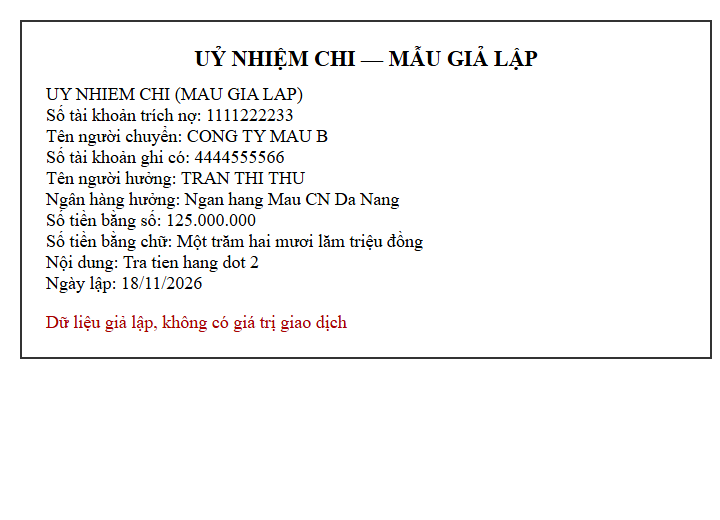 UỶ NHIỆM CHI — MẪU GIẢ LẬP
UY NHIEM CHI (MAU GIA LAP)
Số tài khoản trích nợ: 1111222233
Tên người chuyển: CONG TY MAU B
Số tài khoản ghi có: 4444555566
Tên người hưởng: TRAN THI THU
Ngân hàng hưởng: Ngan hang Mau CN Da Nang
Số tiền bằng số: 125.000.000
Số tiền bằng chữ: Một trăm hai mươi lăm triệu đồng
Nội dung: Tra tien hang dot 2
Ngày lập: 18/11/2026
Dữ liệu giả lập, không có giá trị giao dịch